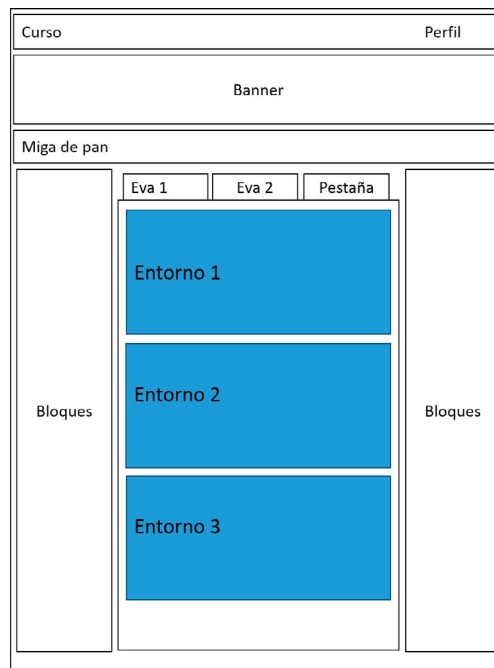 Curso Perfil
Banner
Miga de pan
Eva 1 Eva 2 Pestaña
Entorno 1
Entorno 2
Bloques Bloques
Entorno 3